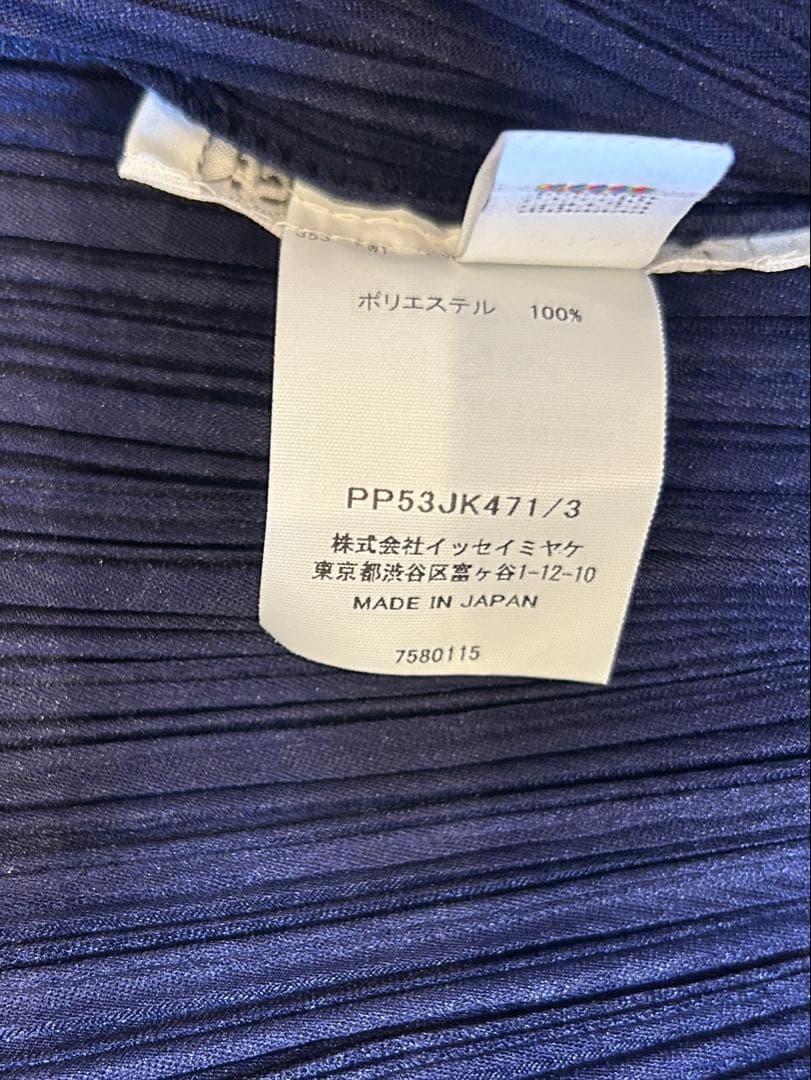 ポリエステル 100%
PP53JK471/3
株式会社イッセイミヤケ
東京都渋谷区富ヶ谷1-12-10
MADE IN JAPAN
7580115